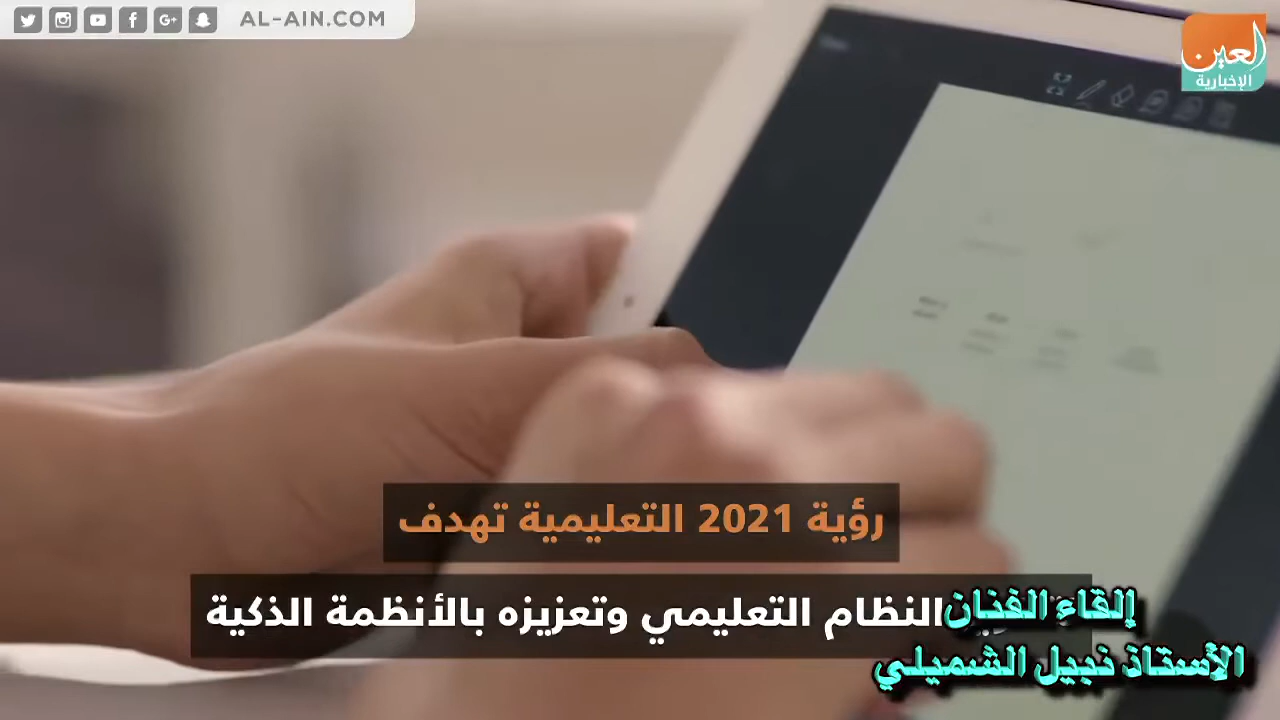 AL-AIN.COM
العين
الإخبارية
رؤية 2021 التعليمية تهدف
النظام التعليمي وتعزيزه بالأنظمة الذكية
إلقاء الفنان
الأستاذ نبيل الشميلي